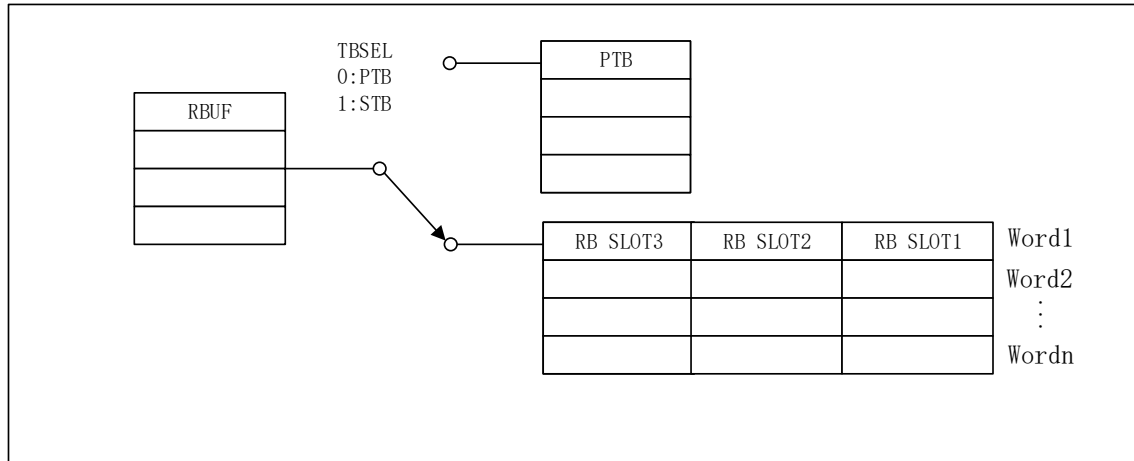 TBSEL
0:PTB
1:STB
PTB
RBUF
RB SLOT3 RB SLOT2 RB SLOT1 Word1
Word2
⋮
Wordn